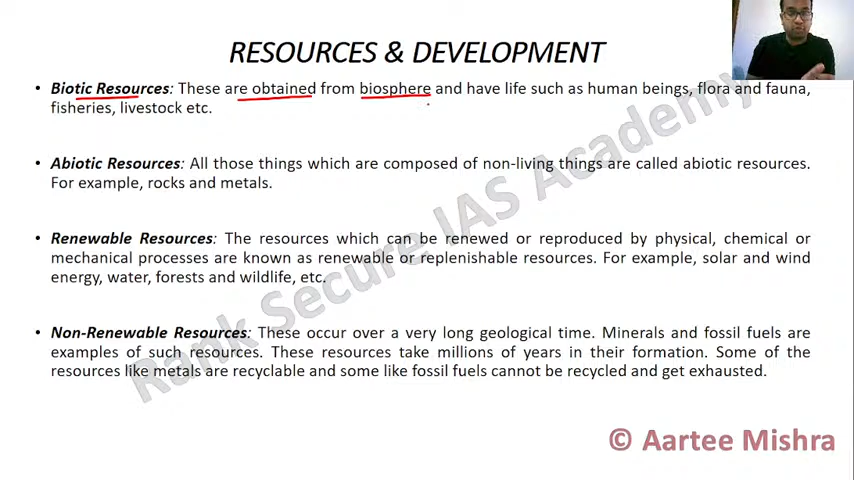 RESOURCES & DEVELOPMENT
• Biotic Resources: These are obtained from biosphere and have life such as human beings, flora and fauna,
fisheries, livestock etc.
• Abiotic Resources: All those things which are composed of non-living things are called abiotic resources.
For example, rocks and metals.
• Renewable Resources: The resources which can be renewed or reproduced by physical, chemical or
mechanical processes are known as renewable or replenishable resources. For example, solar and wind
energy, water, forests and wildlife, etc.
• Non-Renewable Resources: These occur over a very long geological time. Minerals and fossil fuels are
examples of such resources. These resources take millions of years in their formation. Some of the
resources like metals are recyclable and some like fossil fuels cannot be recycled and get exhausted.
Rank Secure IAS Academy
© Aartee Mishra